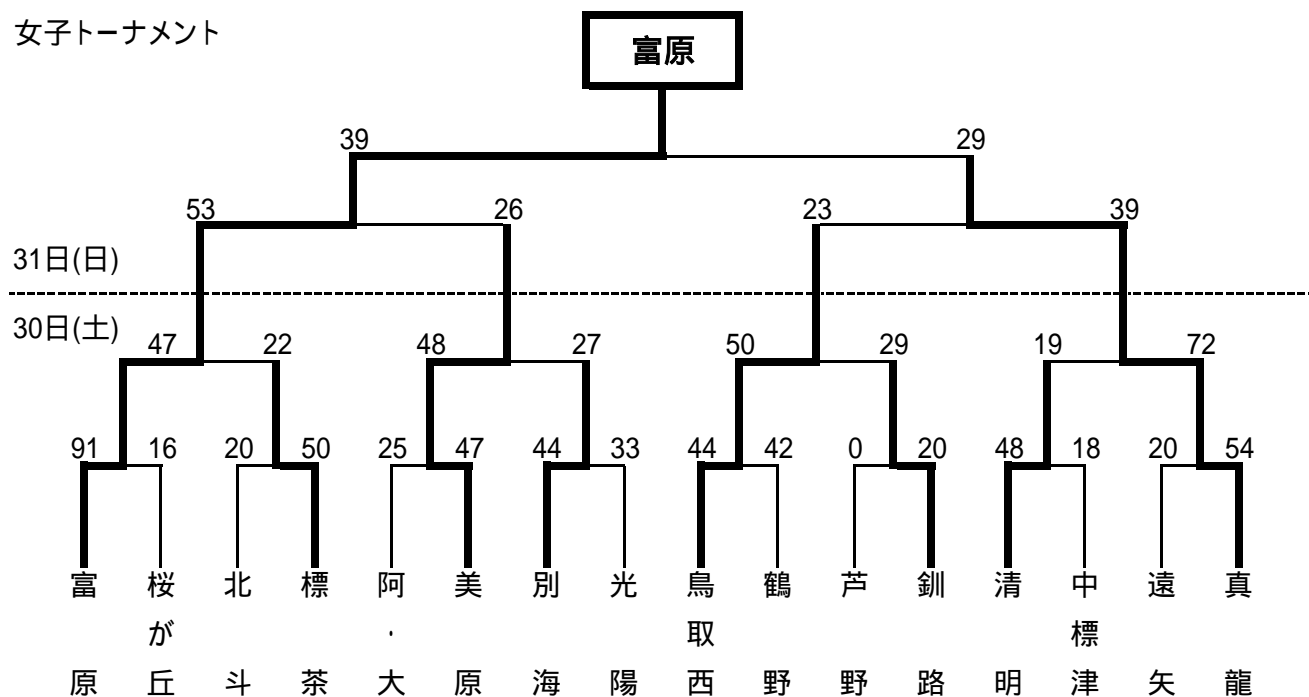 女子トーナメント
富原
39 29
53 26 23 39
31日(日)
30日(土)
47 22 48 27 50 29 19 72
91 16 20 50 25 47 44 33 44 42 0 20 48 18 20 54
富原
桜が丘
北斗
標茶
阿・大
美原
別海
光陽
鳥取西
鶴野
芦野
釧路
清明
中標津
遠矢
真龍